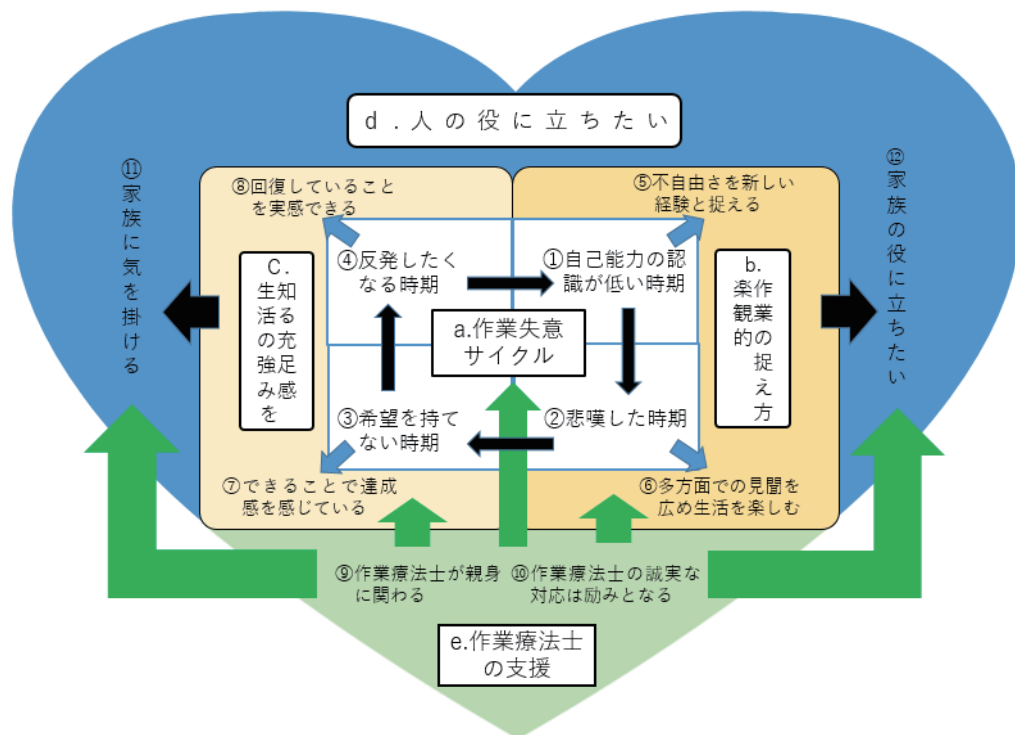 d．人の役に立ちたい
⑪家族に気を掛ける
⑫家族の役に立ちたい
⑧回復していること
を実感できる
⑤不自由さを新しい
経験と捉える
C．
生活の強みを
知る充足感
④反発したく
なる時期
①自己能力の認
識が低い時期
b．
楽観的
作業の捉え方
a.作業失意
サイクル
③希望を持て
ない時期
②悲嘆した時期
⑦できることで達成
感を感じている
⑥多方面での見聞を
広め生活を楽しむ
⑨作業療法士が親身
に関わる
⑩作業療法士の誠実な
対応は励みとなる
e.作業療法士
の支援